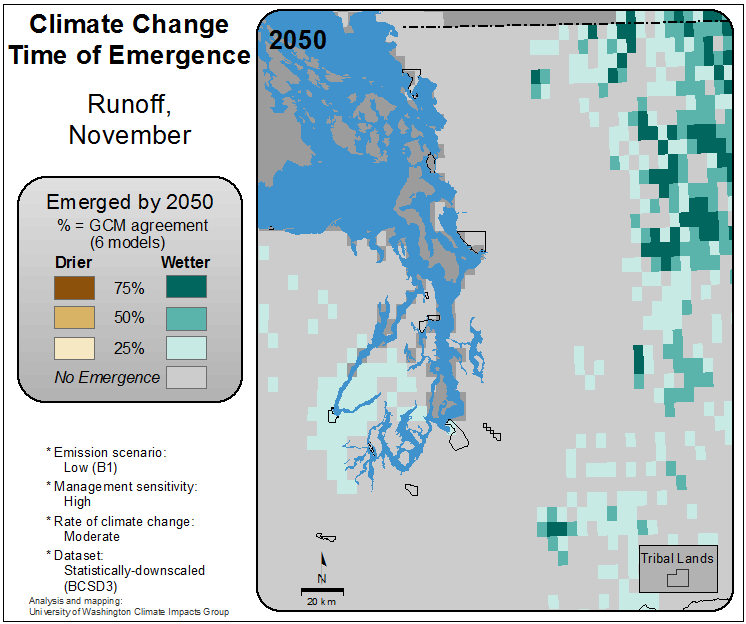 Climate Change
Time of Emergence
Runoff,
November
Emerged by 2050
% = GCM agreement
(6 models)
Drier Wetter
75%
50%
25%
No Emergence
* Emission scenario:
Low (B1)
* Management sensitivity:
High
* Rate of climate change:
Moderate
* Dataset:
Statistically-downscaled
(BCSD3)
Analysis and mapping:
University of Washington Climate Impacts Group
2050
N
20 km
Tribal Lands